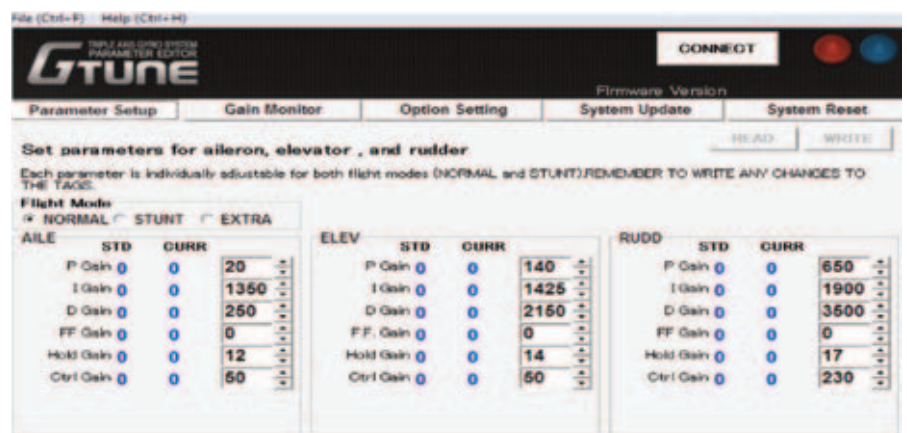 File (Ctrl+F) Help (Ctrl+H)
TRIPLE AXIS GYRO SYSTEM
PARAMETER EDITOR
GTUNE
CONNECT
Firmware Version
Parameter Setup Gain Monitor Option Setting System Update System Reset
READ WRITE
Set parameters for aileron, elevator , and rudder
Each parameter is individually adjustable for both flight modes (NORMAL and STUNT).REMEMBER TO WRITE ANY CHANGES TO
THE TAGS.
Flight Mode
NORMAL STUNT EXTRA
AILE ELEV RUDD
STD CURR STD CURR STD CURR
P Gain 0 0 20 P Gain 0 0 140 P Gain 0 0 650
I Gain 0 0 1350 I Gain 0 0 1425 I Gain 0 0 1900
D Gain 0 0 250 D Gain 0 0 2150 D Gain 0 0 3500
FF Gain 0 0 0 F.F. Gain 0 0 0 FF Gain 0 0 0
Hold Gain 0 0 12 Hold Gain 0 0 14 Hold Gain 0 0 17
Ctrl Gain 0 0 50 Ctrl Gain 0 0 50 Ctrl Gain 0 0 230